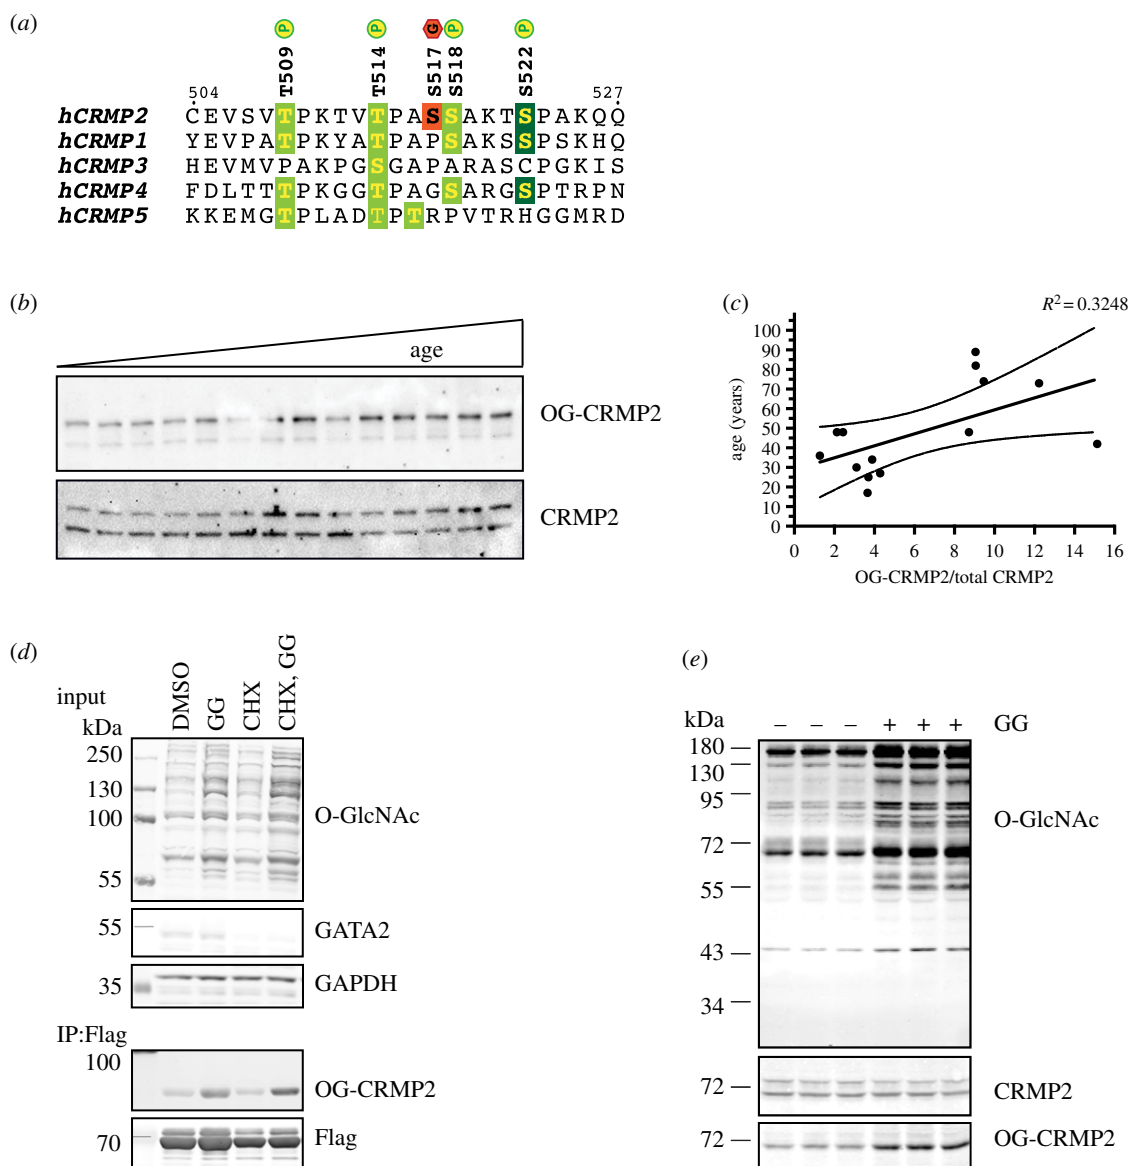 (a)
P P G P
T509 T514 S517 S518 S522
504 527
hCRMP2 CEVSVTPKTVTPASSAKTSPAKQQ
hCRMP1 YEVPATPKYATPAPSAKSSPSKHQ
hCRMP3 HEVMVPAKPGSGAPARASCPGKIS
hCRMP4 FDLTTTPKGGTPAGSARGSPTRPN
hCRMP5 KKEMGTPLADTPTRPVTRHGGMRD
(b)
age
OG-CRMP2
CRMP2
(c)
R² = 0.3248
100
90
80
70
60
50
40
30
20
10
0
age (years)
0 2 4 6 8 10 12 14 16
OG-CRMP2/total CRMP2
(d)
input
DMSO GG CHX CHX, GG
kDa
250
130
100
55
O-GlcNAc
55
GATA2
35
GAPDH
IP:Flag
100
OG-CRMP2
70
Flag
(e)
kDa
– – – + + + GG
180
130
95
72
55
43
34
O-GlcNAc
72
CRMP2
72
OG-CRMP2